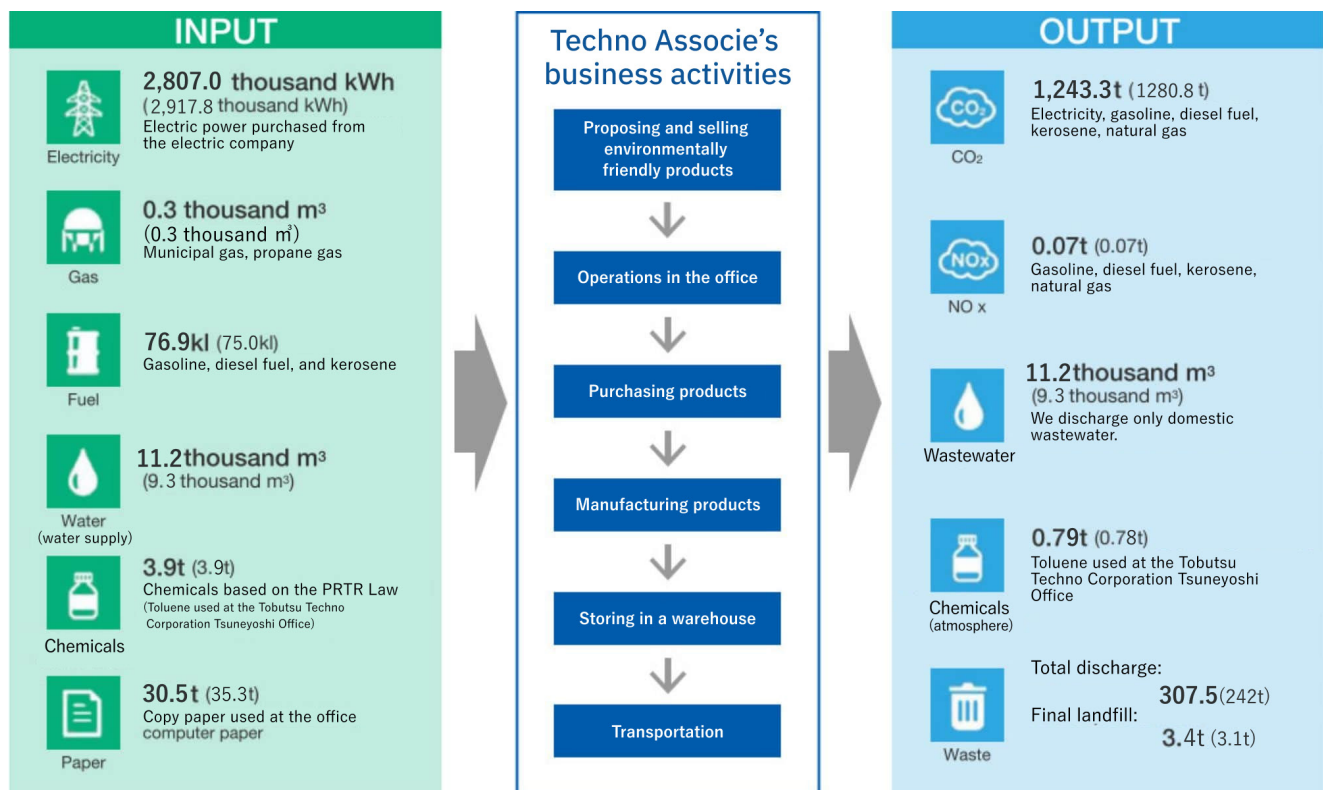 INPUT
2,807.0 thousand kWh
(2,917.8 thousand kWh)
Electric power purchased from
the electric company
Electricity
0.3 thousand m³
(0.3 thousand ㎥)
Municipal gas, propane gas
Gas
76.9kl (75.0kl)
Gasoline, diesel fuel, and kerosene
Fuel
11.2thousand m³
(9.3 thousand m³)
Water
(water supply)
3.9t (3.9t)
Chemicals based on the PRTR Law
(Toluene used at the Tobutsu Techno
Corporation Tsuneyoshi Office)
Chemicals
30.5t (35.3t)
Copy paper used at the office
computer paper
Paper
Techno Associe's
business activities
Proposing and selling
environmentally
friendly products
Operations in the office
Purchasing products
Manufacturing products
Storing in a warehouse
Transportation
OUTPUT
CO₂
1,243.3t (1280.8 t)
Electricity, gasoline, diesel fuel,
kerosene, natural gas
CO₂
NOx
0.07t (0.07t)
Gasoline, diesel fuel, kerosene,
natural gas
NO x
11.2thousand m³
(9.3 thousand m³)
We discharge only domestic
wastewater.
Wastewater
0.79t (0.78t)
Toluene used at the Tobutsu
Techno Corporation Tsuneyoshi
Office
Chemicals
(atmosphere)
Total discharge:
307.5(242t)
Final landfill:
3.4t (3.1t)
Waste